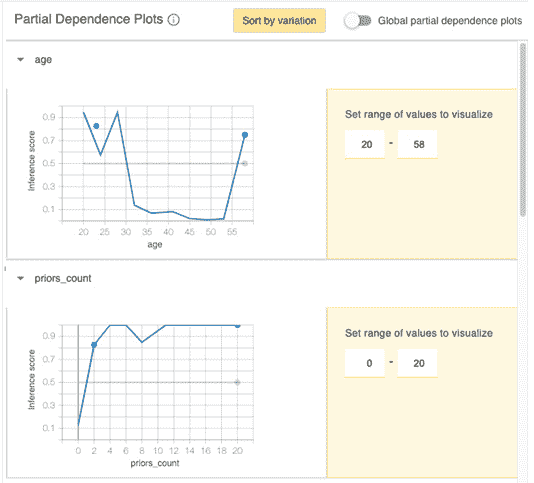 Partial Dependence Plots
Sort by variation
Global partial dependence plots
age
Set range of values to visualize
20 - 58
Inference score
0.9
0.7
0.5
0.3
0.1
20 25 30 35 40 45 50 55
age
priors_count
Set range of values to visualize
0 - 20
Inference score
0.9
0.7
0.5
0.3
0.1
0 2 4 6 8 10 12 14 16 18 20
priors_count